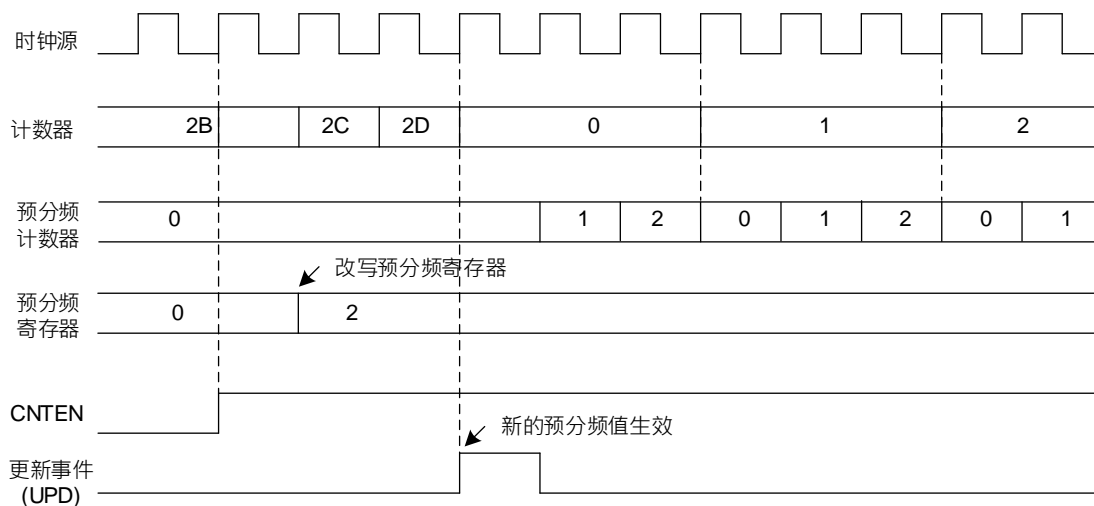 时钟源
计数器 2B 2C 2D 0 1 2
预分频
计数器
0 1 2 0 1 2 0 1
改写预分频寄存器
预分频
寄存器
0 2
CNTEN
新的预分频值生效
更新事件
(UPD)